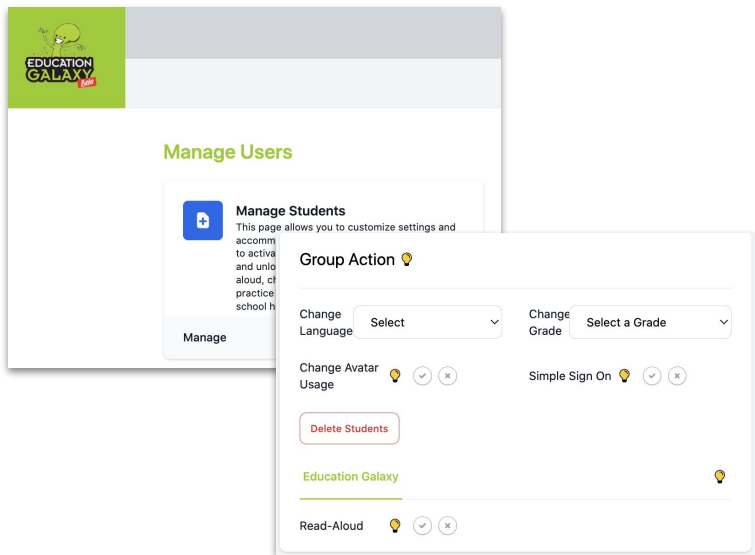 EDUCATION
GALAXY
Beta
Manage Users
Manage Students
This page allows you to customize settings and
accomm
to activa
and unlo
aloud, ch
practice
school h
Manage
Group Action
Change
Language
Select
Change
Grade
Select a Grade
Change Avatar
Usage
Simple Sign On
Delete Students
Education Galaxy
Read-Aloud